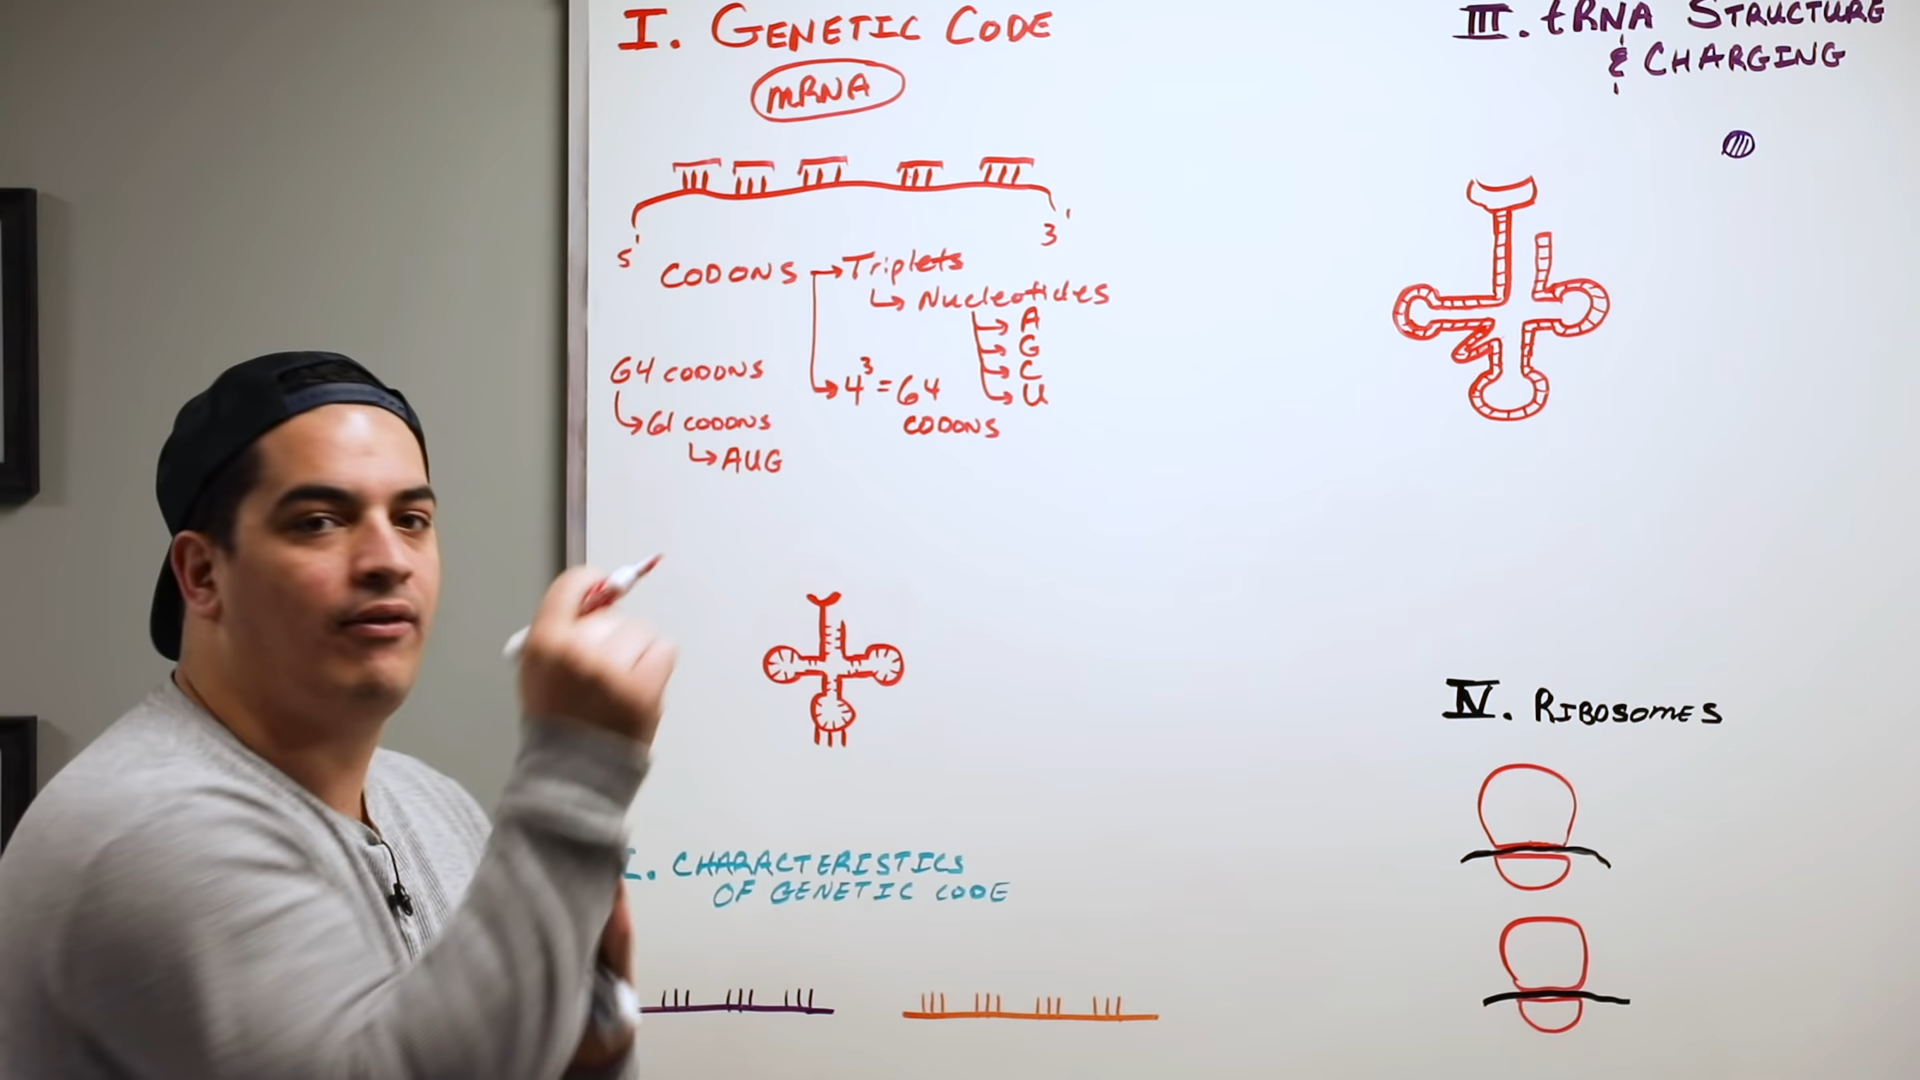 I. GENETIC CODE
mRNA
5' 3'
CODONS → Triplets
↳ Nucleotides
→ A
→ G
→ C
→ U
→ 4³ = 64
CODONS
64 CODONS
↳ 61 CODONS
↳ AUG
CHARACTERISTICS
OF GENETIC CODE
III. tRNA STRUCTURE
& CHARGING
IV. RIBOSOMES